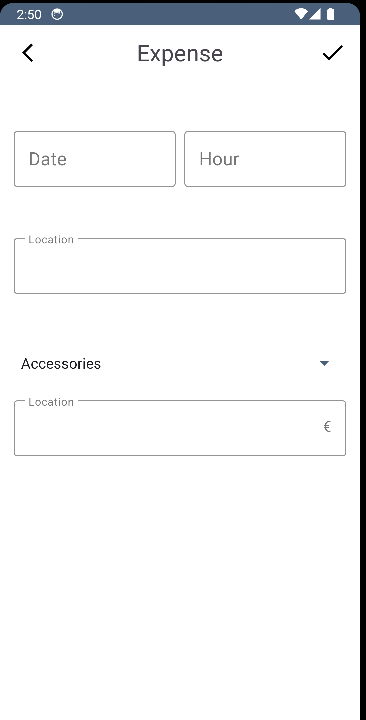 2:50
Expense
Date Hour
Location
Accessories
Location
€